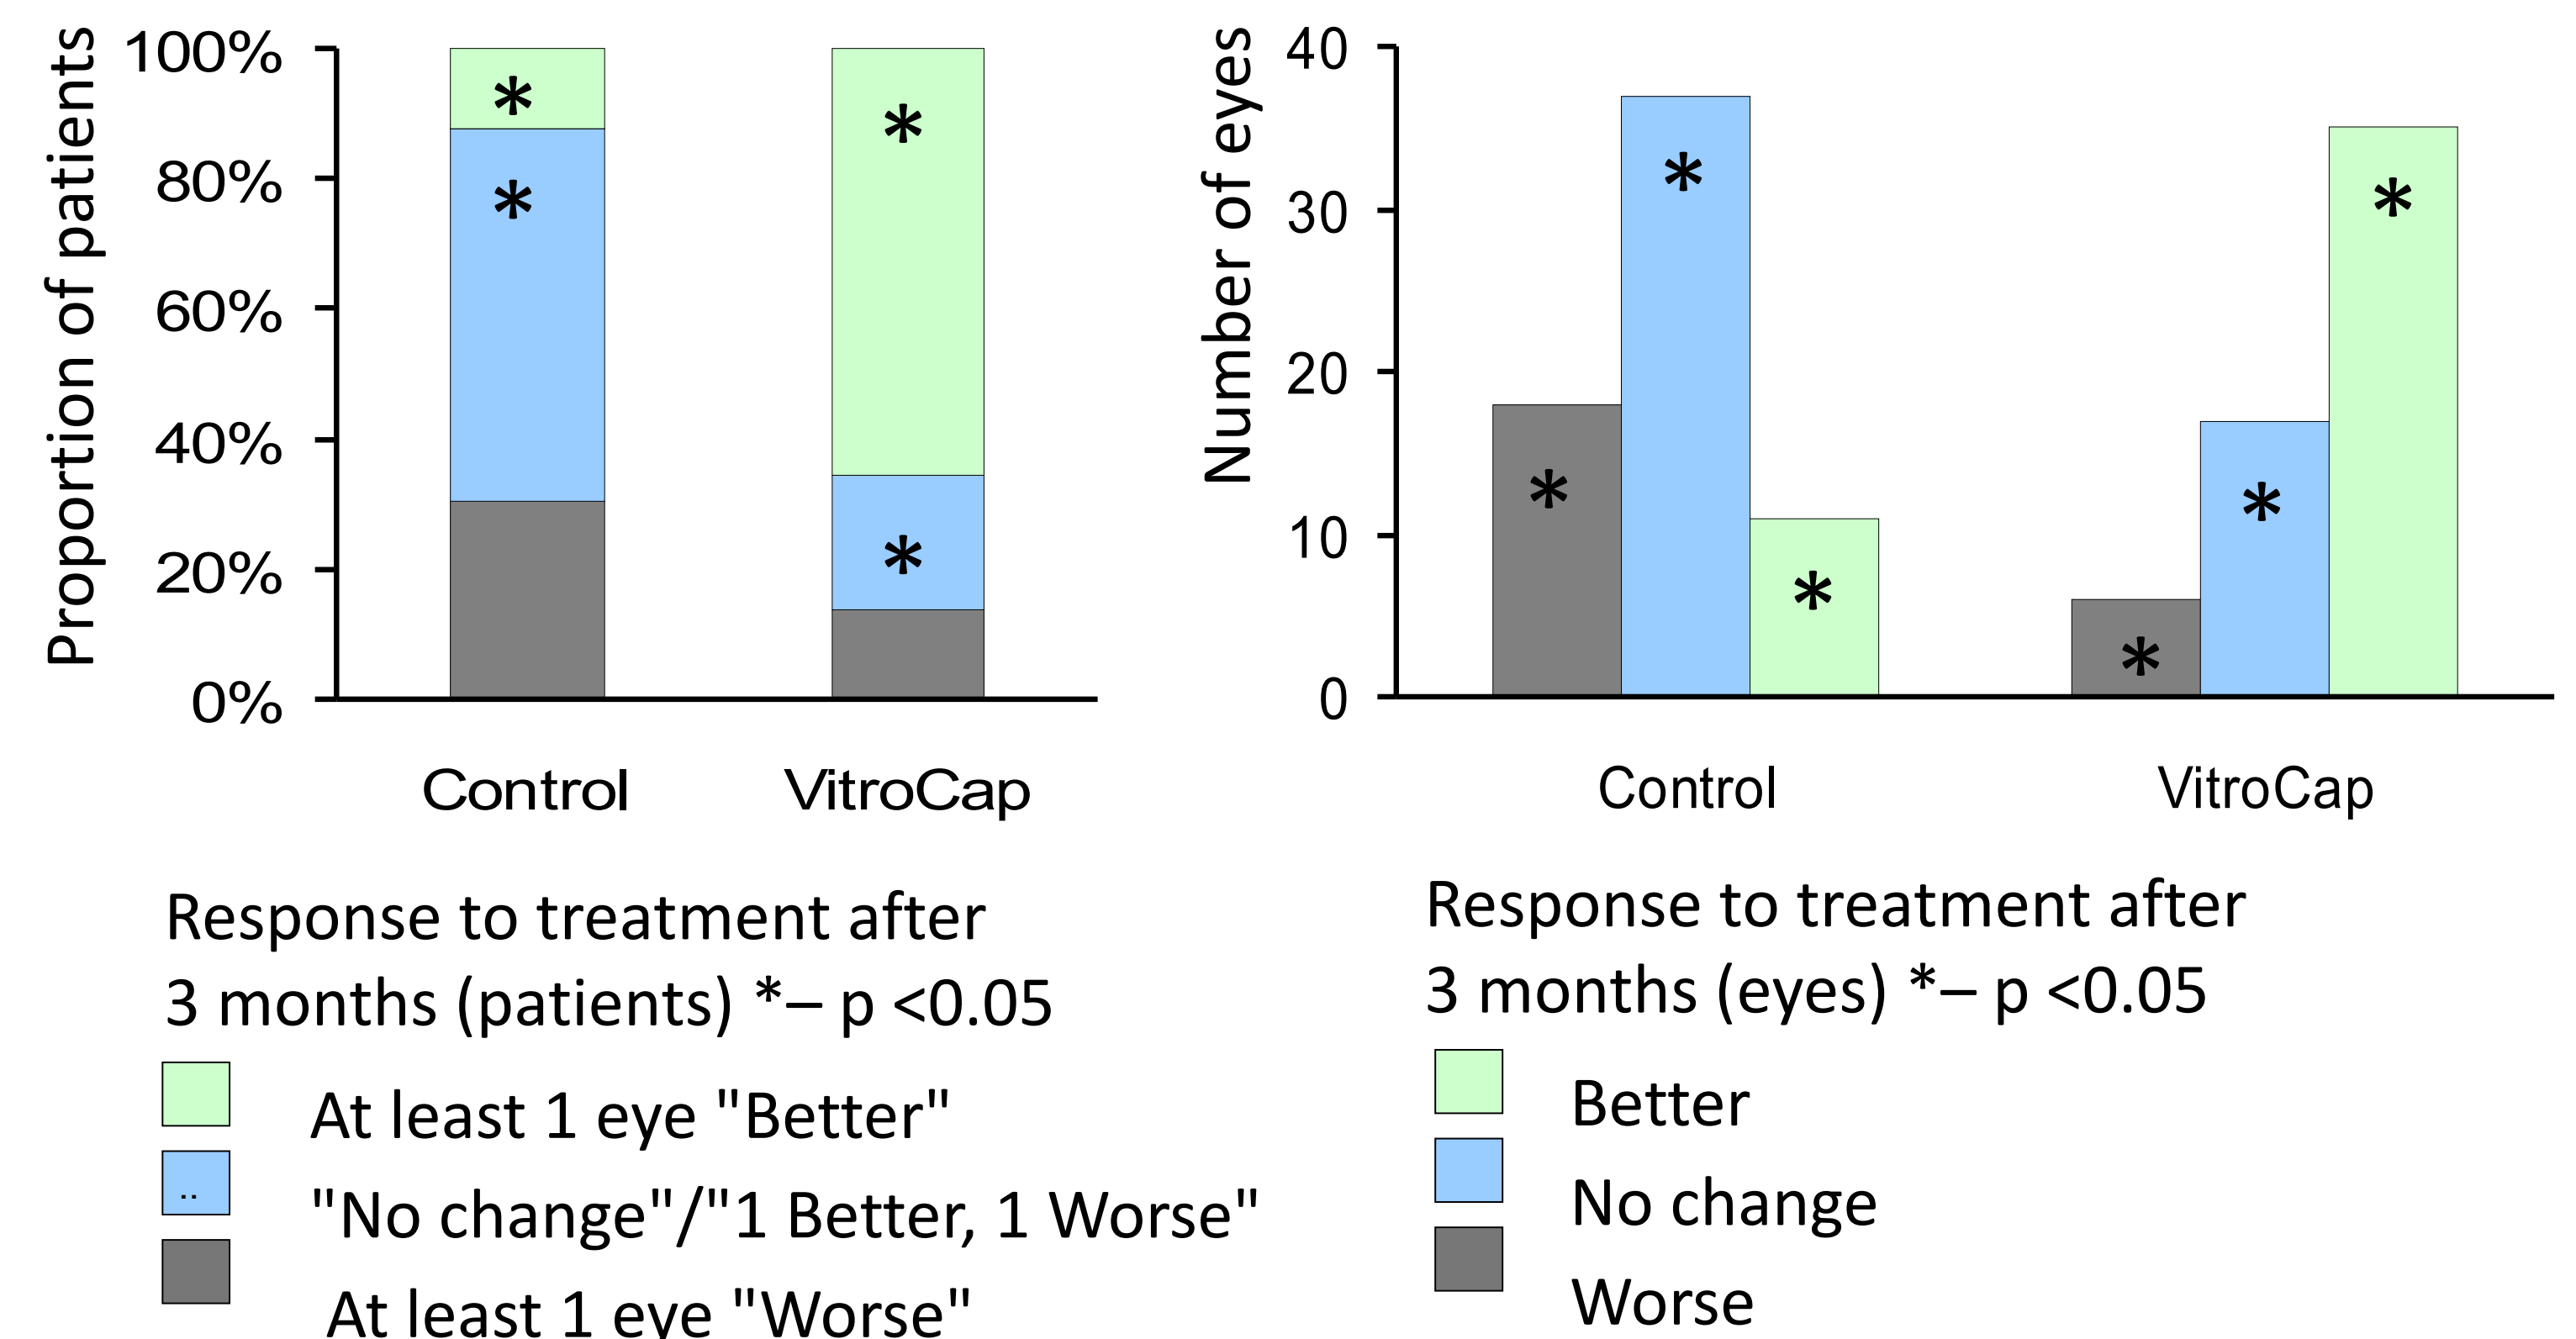 Proportion of patients
100%
80%
60%
40%
20%
0%
*
*
*
*
Control
VitroCap
Response to treatment after
3 months (patients) *– p <0.05
At least 1 eye "Better"
..
"No change"/"1 Better, 1 Worse"
At least 1 eye "Worse"
Number of eyes
40
30
20
10
0
*
*
*
*
*
*
Control
VitroCap
Response to treatment after
3 months (eyes) *– p <0.05
Better
No change
Worse